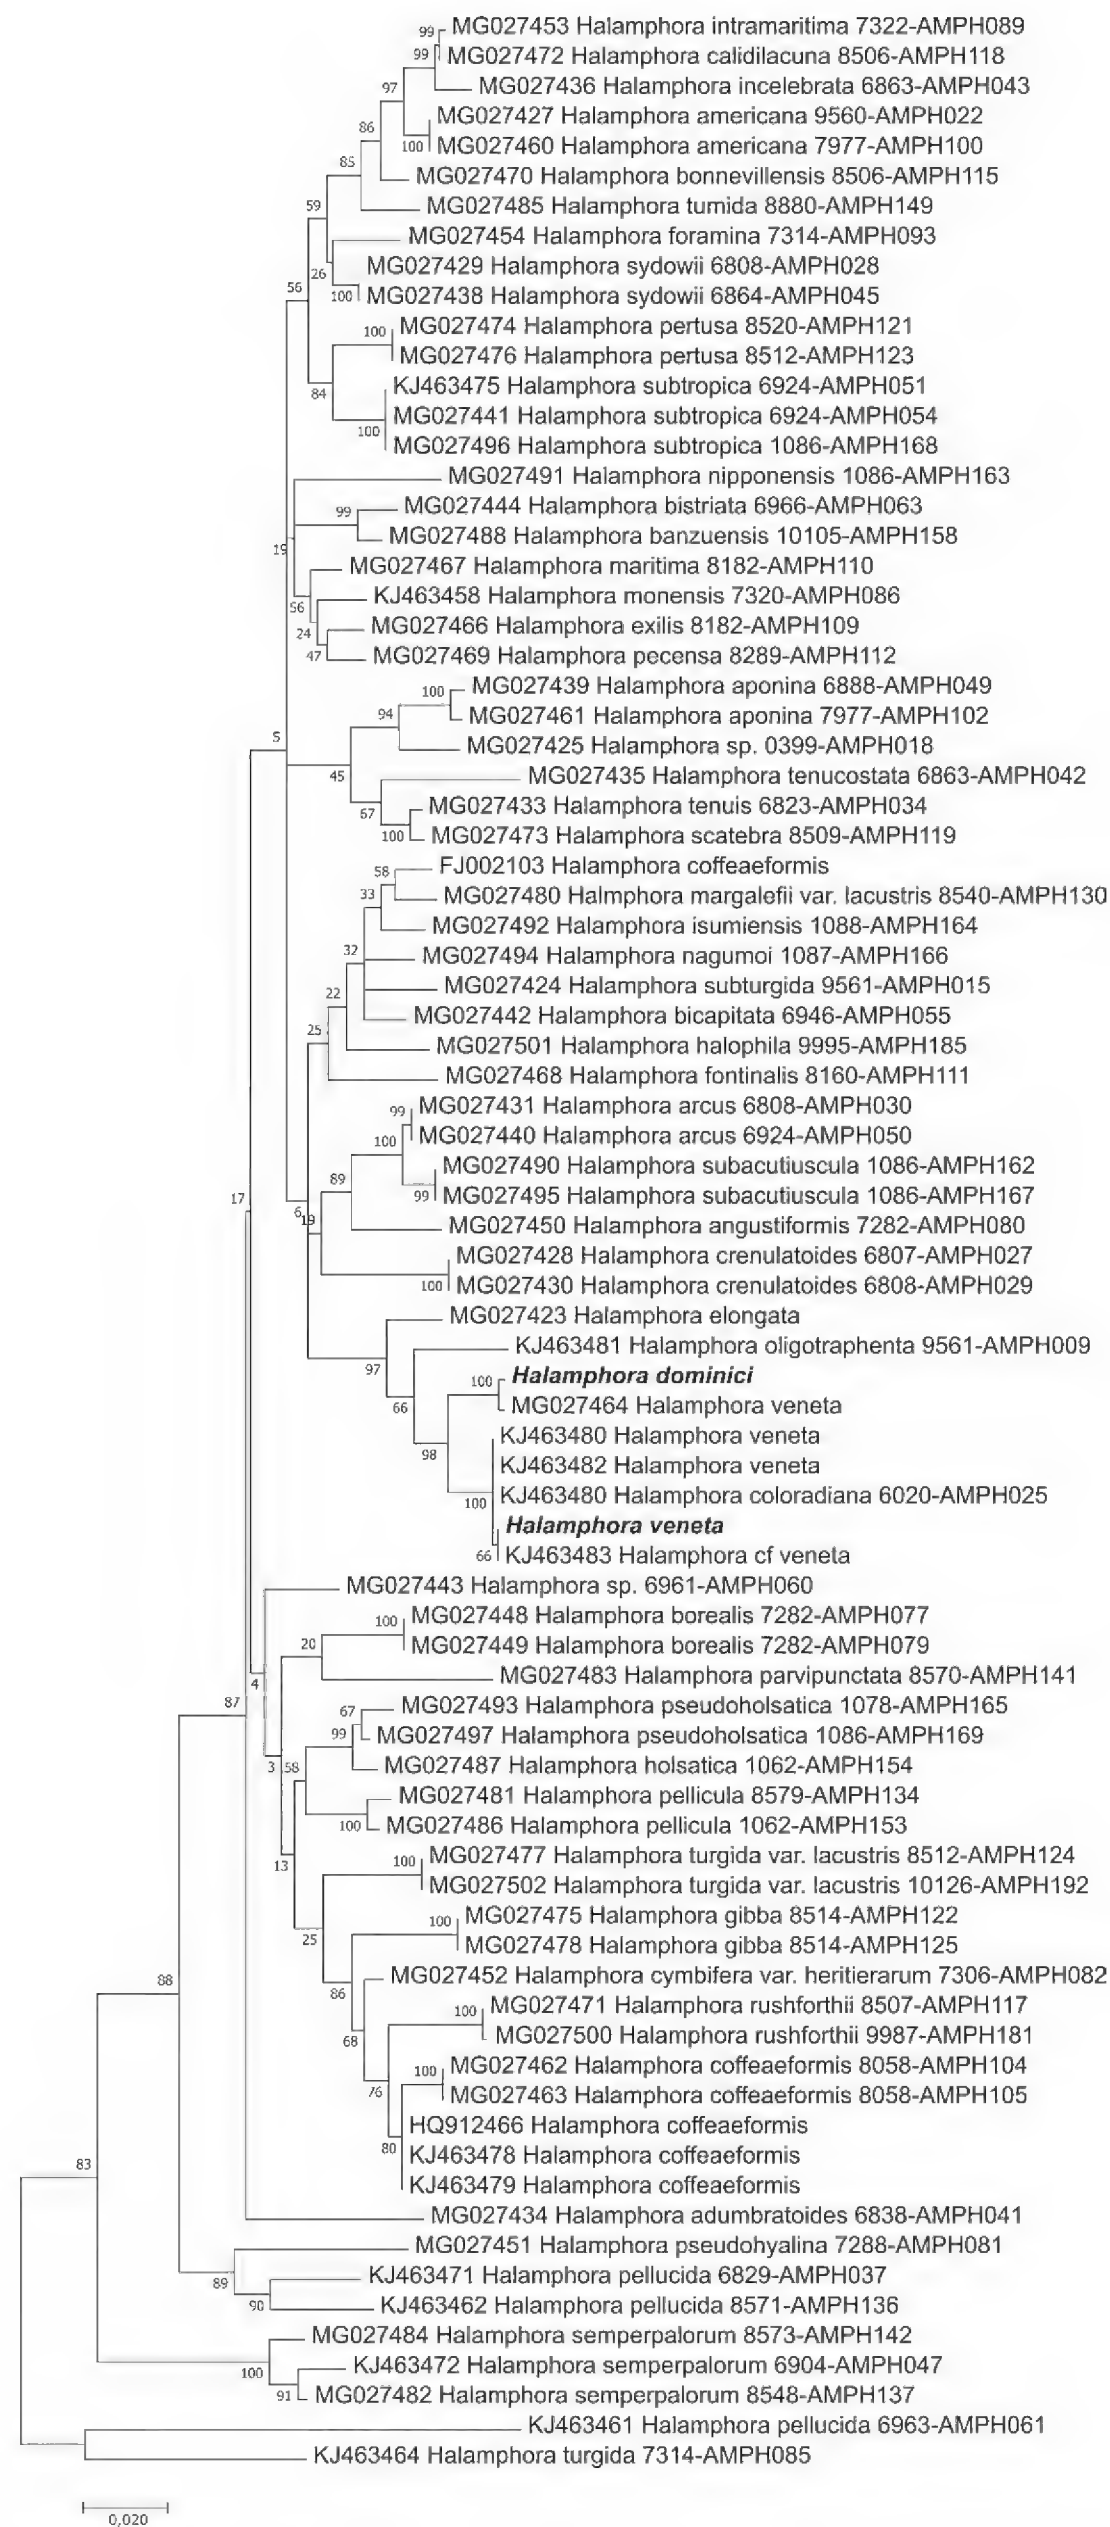 99 MG027453 Halamphora intramaritima 7322-AMPH089
99 MG027472 Halamphora calidilacuna 8506-AMPH118
97 MG027436 Halamphora incelebrata 6863-AMPH043
MG027427 Halamphora americana 9560-AMPH022
86
100 MG027460 Halamphora americana 7977-AMPH100
85
MG027470 Halamphora bonnevillensis 8506-AMPH115
59 MG027485 Halamphora tumida 8880-AMPH149
MG027454 Halamphora foramina 7314-AMPH093
26 MG027429 Halamphora sydowii 6808-AMPH028
56 100 MG027438 Halamphora sydowii 6864-AMPH045
100 MG027474 Halamphora pertusa 8520-AMPH121
MG027476 Halamphora pertusa 8512-AMPH123
84 KJ463475 Halamphora subtropica 6924-AMPH051
MG027441 Halamphora subtropica 6924-AMPH054
100 MG027496 Halamphora subtropica 1086-AMPH168
MG027491 Halamphora nipponensis 1086-AMPH163
99 MG027444 Halamphora bistriata 6966-AMPH063
MG027488 Halamphora banzuensis 10105-AMPH158
19
MG027467 Halamphora maritima 8182-AMPH110
56 KJ463458 Halamphora monensis 7320-AMPH086
24 MG027466 Halamphora exilis 8182-AMPH109
47 MG027469 Halamphora pecensa 8289-AMPH112
100 MG027439 Halamphora aponina 6888-AMPH049
94 MG027461 Halamphora aponina 7977-AMPH102
5 MG027425 Halamphora sp. 0399-AMPH018
45 MG027435 Halamphora tenucostata 6863-AMPH042
67 MG027433 Halamphora tenuis 6823-AMPH034
100 MG027473 Halamphora scatebra 8509-AMPH119
58 FJ002103 Halamphora coffeaeformis
33 MG027480 Halmphora margalefii var. lacustris 8540-AMPH130
MG027492 Halamphora isumiensis 1088-AMPH164
32 MG027494 Halamphora nagumoi 1087-AMPH166
22 MG027424 Halamphora subturgida 9561-AMPH015
MG027442 Halamphora bicapitata 6946-AMPH055
25 MG027501 Halamphora halophila 9995-AMPH185
MG027468 Halamphora fontinalis 8160-AMPH111
99 MG027431 Halamphora arcus 6808-AMPH030
100 MG027440 Halamphora arcus 6924-AMPH050
89 MG027490 Halamphora subacutiuscula 1086-AMPH162
17 99 MG027495 Halamphora subacutiuscula 1086-AMPH167
6 19 MG027450 Halamphora angustiformis 7282-AMPH080
MG027428 Halamphora crenulatoides 6807-AMPH027
100 MG027430 Halamphora crenulatoides 6808-AMPH029
MG027423 Halamphora elongata
97 KJ463481 Halamphora oligotraphenta 9561-AMPH009
100 Halamphora dominici
66 MG027464 Halamphora veneta
98 KJ463480 Halamphora veneta
KJ463482 Halamphora veneta
100 KJ463480 Halamphora coloradiana 6020-AMPH025
Halamphora veneta
66 KJ463483 Halamphora cf veneta
MG027443 Halamphora sp. 6961-AMPH060
100 MG027448 Halamphora borealis 7282-AMPH077
20 MG027449 Halamphora borealis 7282-AMPH079
4 MG027483 Halamphora parvipunctata 8570-AMPH141
87 67 MG027493 Halamphora pseudoholsatica 1078-AMPH165
99 MG027497 Halamphora pseudoholsatica 1086-AMPH169
3 58 MG027487 Halamphora holsatica 1062-AMPH154
MG027481 Halamphora pellicula 8579-AMPH134
100 MG027486 Halamphora pellicula 1062-AMPH153
13 100 MG027477 Halamphora turgida var. lacustris 8512-AMPH124
MG027502 Halamphora turgida var. lacustris 10126-AMPH192
100 MG027475 Halamphora gibba 8514-AMPH122
25 MG027478 Halamphora gibba 8514-AMPH125
88 86 MG027452 Halamphora cymbifera var. heritierarum 7306-AMPH082
100 MG027471 Halamphora rushforthii 8507-AMPH117
68 MG027500 Halamphora rushforthii 9987-AMPH181
100 MG027462 Halamphora coffeaeformis 8058-AMPH104
76 MG027463 Halamphora coffeaeformis 8058-AMPH105
HQ912466 Halamphora coffeaeformis
80 KJ463478 Halamphora coffeaeformis
83 KJ463479 Halamphora coffeaeformis
MG027434 Halamphora adumbratoides 6838-AMPH041
MG027451 Halamphora pseudohyalina 7288-AMPH081
89 KJ463471 Halamphora pellucida 6829-AMPH037
90 KJ463462 Halamphora pellucida 8571-AMPH136
MG027484 Halamphora semperpalorum 8573-AMPH142
100 KJ463472 Halamphora semperpalorum 6904-AMPH047
91 MG027482 Halamphora semperpalorum 8548-AMPH137
KJ463461 Halamphora pellucida 6963-AMPH061
KJ463464 Halamphora turgida 7314-AMPH085
0,020